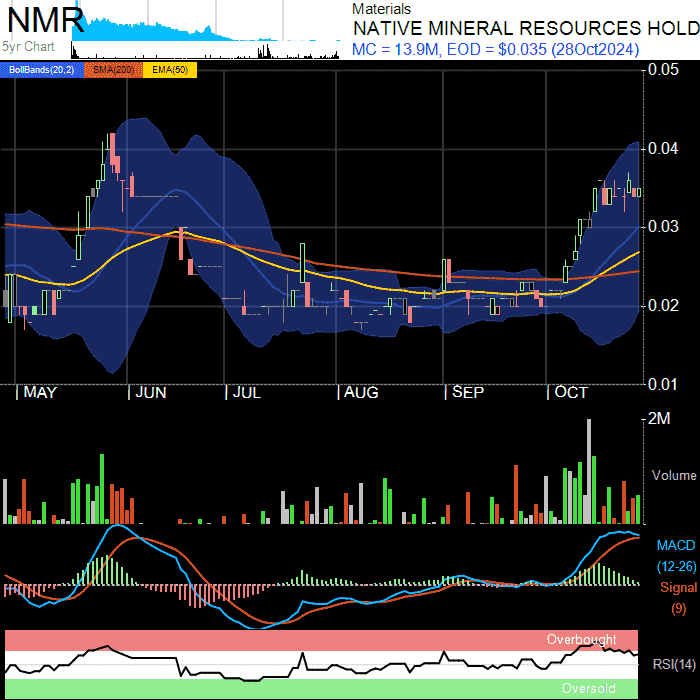 NMR
5yr Chart
Materials
NATIVE MINERAL RESOURCES HOLD
MC = 13.9M, EOD = $0.035 (28Oct2024)
BollBands(20,2) SMA(200) EMA(50)
0.05
0.04
0.03
0.02
0.01
MAY JUN JUL AUG SEP OCT
2M
Volume
MACD
(12-26)
Signal
(9)
Overbought
RSI(14)
Oversold